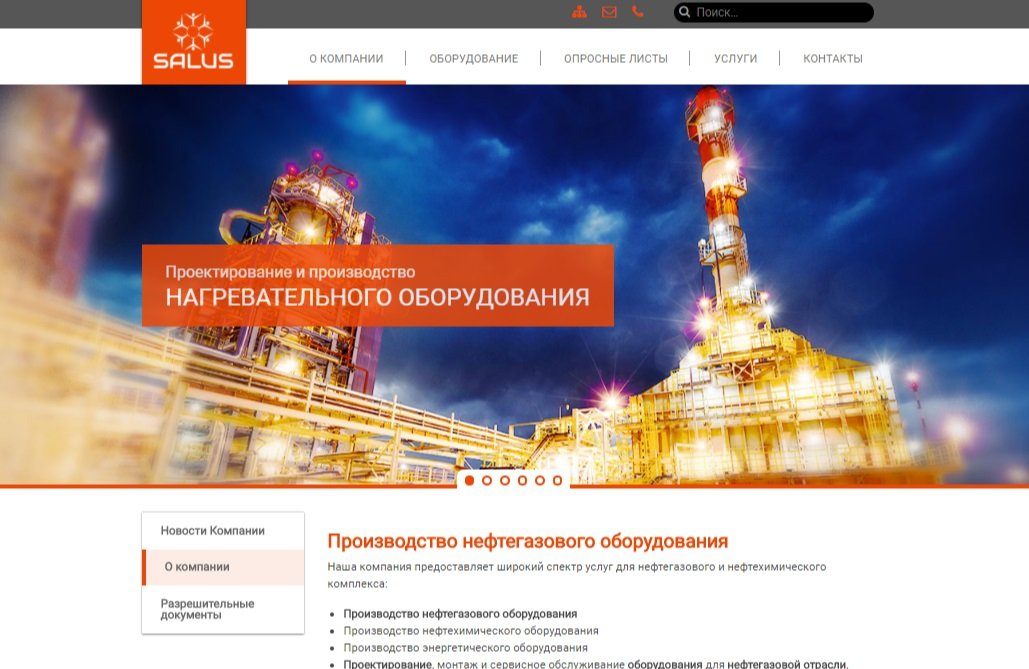 Поиск...
SALUS
О КОМПАНИИ
ОБОРУДОВАНИЕ
ОПРОСНЫЕ ЛИСТЫ
УСЛУГИ
КОНТАКТЫ
Проектирование и производство
НАГРЕВАТЕЛЬНОГО ОБОРУДОВАНИЯ
Новости Компании
О компании
Разрешительные
документы
Производство нефтегазового оборудования
Наша компания предоставляет широкий спектр услуг для нефтегазового и нефтехимического
комплекса:
Производство нефтегазового оборудования
Производство нефтехимического оборудования
Производство энергетического оборудования
Проектирование, монтаж и сервисное обслуживание оборудования для нефтегазовой отрасли.